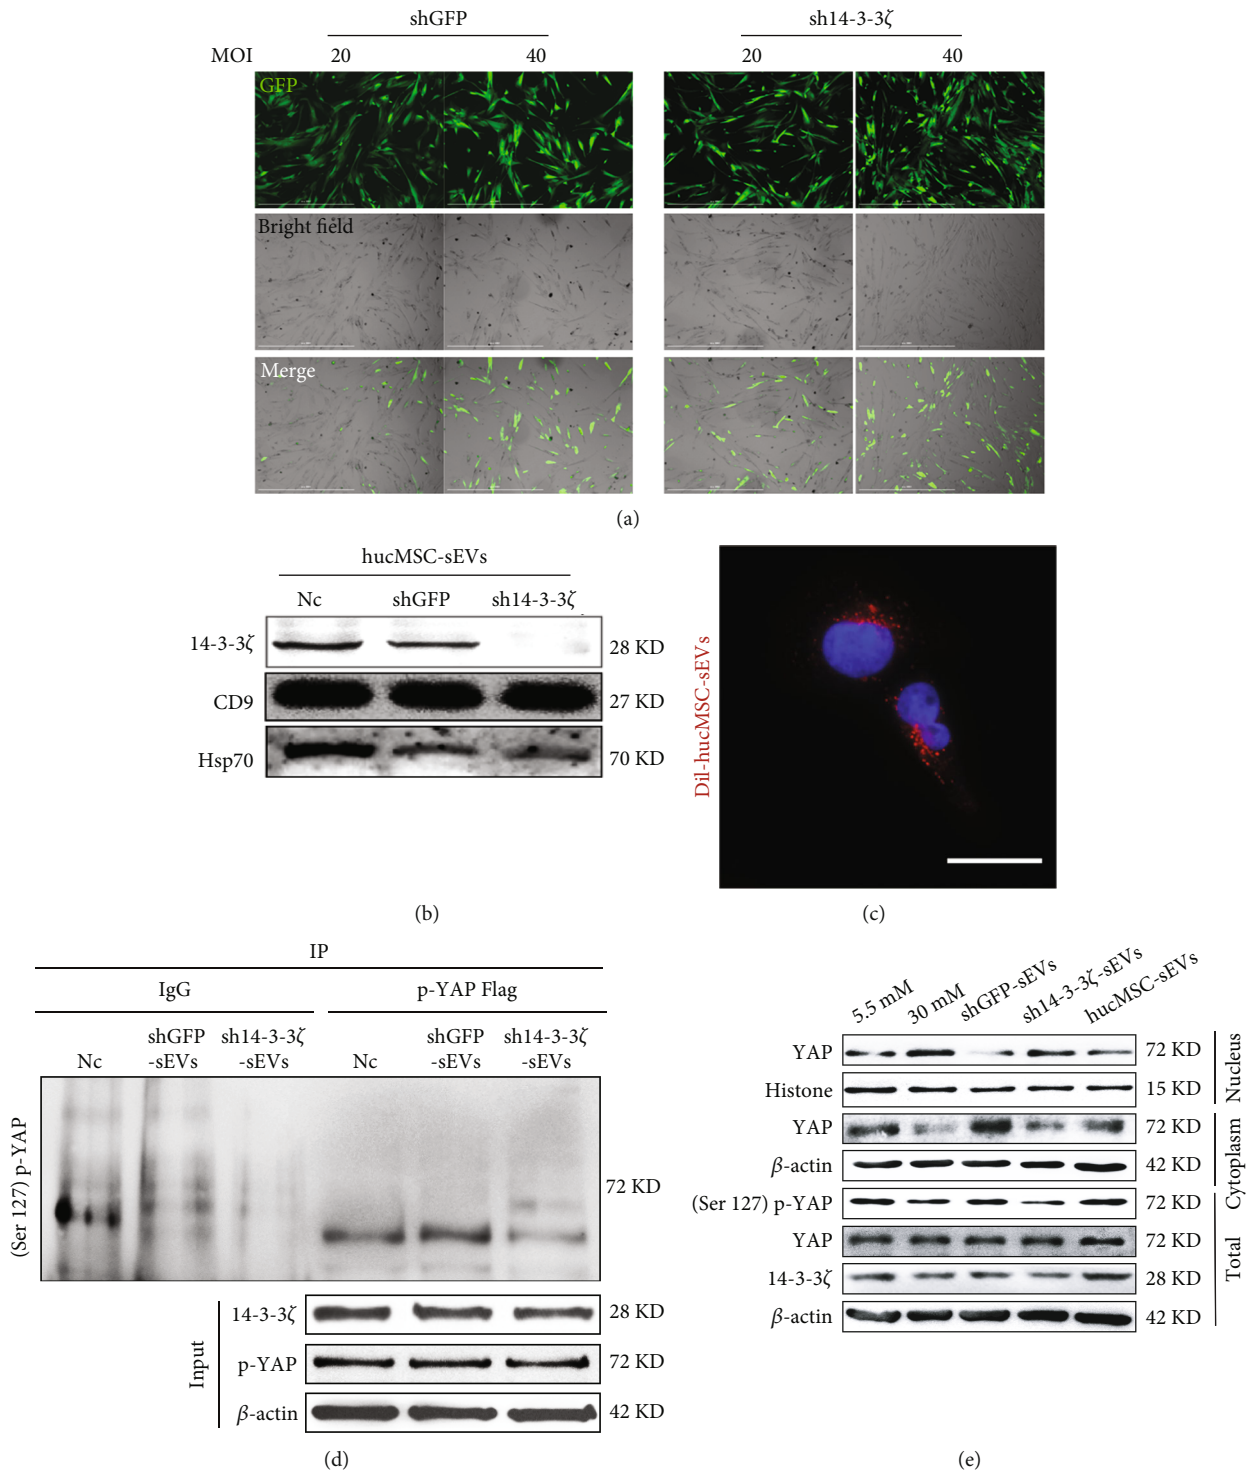 shGFP
sh14-3-3ζ
MOI 20 40 20 40
GFP
Bright field
Merge
(a)
hucMSC-sEVs
Nc shGFP sh14-3-3ζ
14-3-3ζ 28 KD
CD9 27 KD
Hsp70 70 KD
(b)
Dil-hucMSC-sEVs
(c)
IP
IgG p-YAP Flag
Nc shGFP -sEVs sh14-3-3ζ -sEVs Nc shGFP -sEVs sh14-3-3ζ -sEVs
(Ser 127) p-YAP
72 KD
Input
14-3-3ζ 28 KD
p-YAP 72 KD
β-actin 42 KD
(d)
5.5 mM 30 mM shGFP-sEVs sh14-3-3ζ-sEVs hucMSC-sEVs
YAP 72 KD
Histone 15 KD
Nucleus
YAP 72 KD
β-actin 42 KD
Cytoplasm
(Ser 127) p-YAP 72 KD
YAP 72 KD
14-3-3ζ 28 KD
β-actin 42 KD
Total
(e)